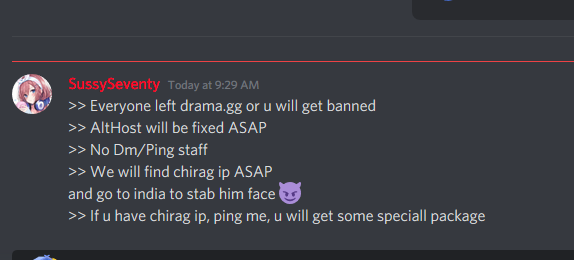 SussySeventy Today at 9:29 AM
>> Everyone left drama.gg or u will get banned
>> AltHost will be fixed ASAP
>> No Dm/Ping staff
>> We will find chirag ip ASAP
and go to india to stab him face 😈
>> If u have chirag ip, ping me, u will get some speciall package